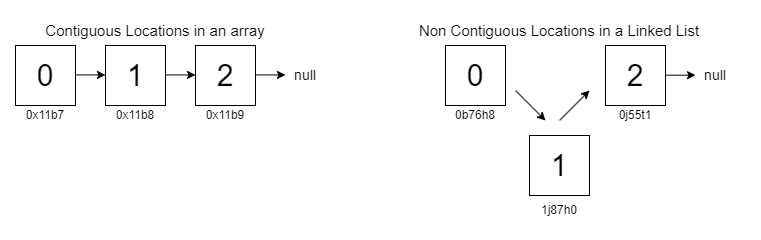 Contiguous Locations in an array
0
1
2
null
0x11b7
0x11b8
0x11b9
Non Contiguous Locations in a Linked List
0
2
null
0b76h8
0j55t1
1
1j87h0